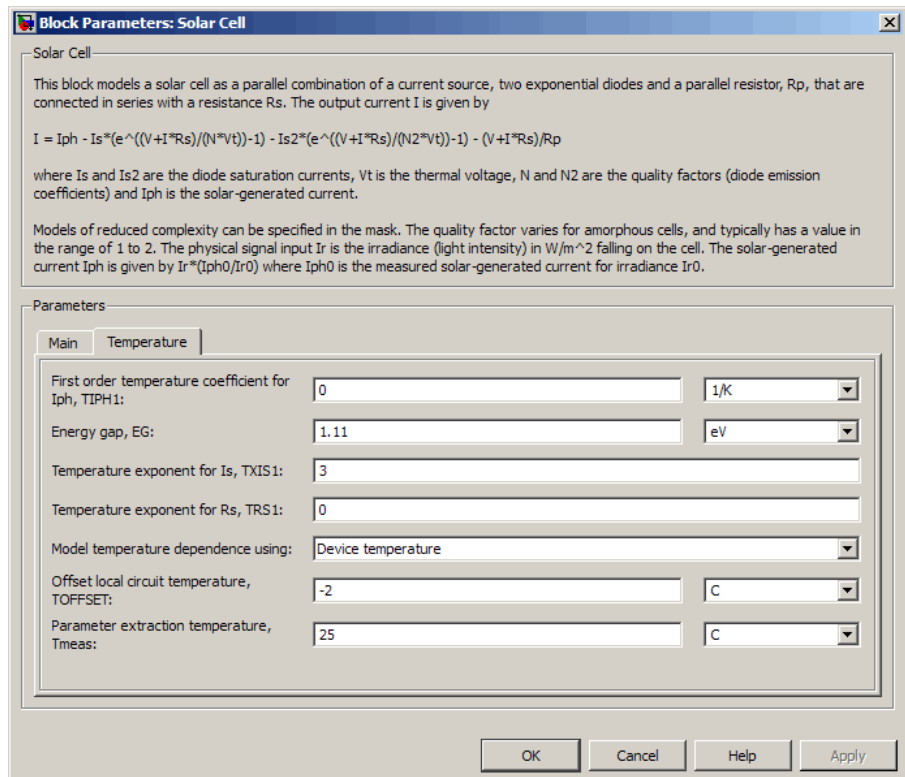 Block Parameters: Solar Cell
Solar Cell
This block models a solar cell as a parallel combination of a current source, two exponential diodes and a parallel resistor, Rp, that are
connected in series with a resistance Rs. The output current I is given by
I = Iph - Is*(e^((V+I*Rs)/(N*Vt))-1) - Is2*(e^((V+I*Rs)/(N2*Vt))-1) - (V+I*Rs)/Rp
where Is and Is2 are the diode saturation currents, Vt is the thermal voltage, N and N2 are the quality factors (diode emission
coefficients) and Iph is the solar-generated current.
Models of reduced complexity can be specified in the mask. The quality factor varies for amorphous cells, and typically has a value in
the range of 1 to 2. The physical signal input Ir is the irradiance (light intensity) in W/m^2 falling on the cell. The solar-generated
current Iph is given by Ir*(Iph0/Ir0) where Iph0 is the measured solar-generated current for irradiance Ir0.
Parameters
Main Temperature
First order temperature coefficient for
Iph, TIPH1: 0 1/K
Energy gap, EG: 1.11 eV
Temperature exponent for Is, TXIS1: 3
Temperature exponent for Rs, TRS1: 0
Model temperature dependence using: Device temperature
Offset local circuit temperature,
TOFFSET: -2 C
Parameter extraction temperature,
Tmeas: 25 C
OK Cancel Help Apply